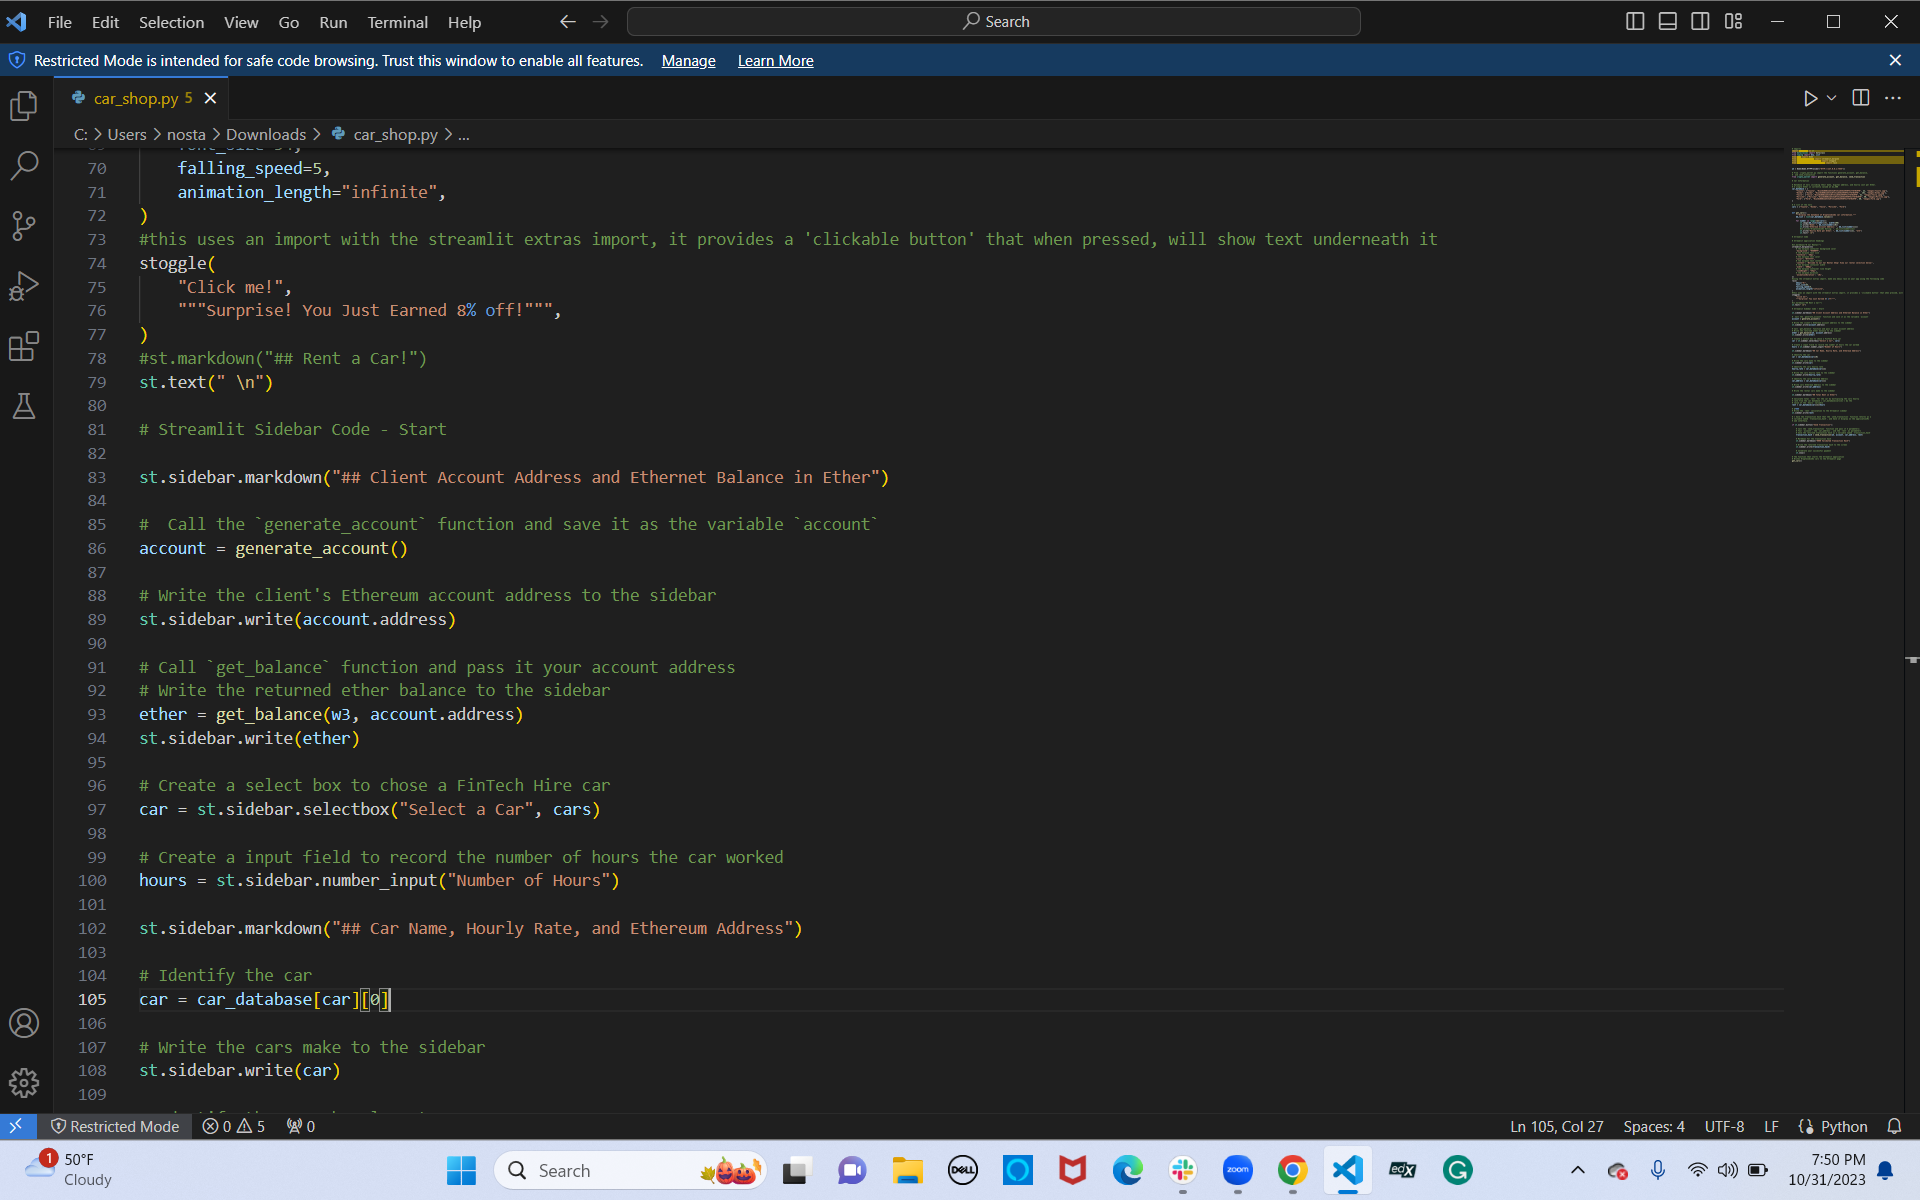 File Edit Selection View Go Run Terminal Help Search
Restricted Mode is intended for safe code browsing. Trust this window to enable all features. Manage Learn More
car_shop.py 5
C: > Users > nosta > Downloads > car_shop.py > ...
70 falling_speed=5,
71 animation_length="infinite",
72 )
73 #this uses an import with the streamlit extras import, it provides a 'clickable button' that when pressed, will show text underneath it
74 stoggle(
75 "Click me!",
76 """Surprise! You Just Earned 8% off!""",
77 )
78 #st.markdown("## Rent a Car!")
79 st.text(" \n")
80
81 # Streamlit Sidebar Code - Start
82
83 st.sidebar.markdown("## Client Account Address and Ethernet Balance in Ether")
84
85 #  Call the `generate_account` function and save it as the variable `account`
86 account = generate_account()
87
88 # Write the client's Ethereum account address to the sidebar
89 st.sidebar.write(account.address)
90
91 # Call `get_balance` function and pass it your account address
92 # Write the returned ether balance to the sidebar
93 ether = get_balance(w3, account.address)
94 st.sidebar.write(ether)
95
96 # Create a select box to chose a FinTech Hire car
97 car = st.sidebar.selectbox("Select a Car", cars)
98
99 # Create a input field to record the number of hours the car worked
100 hours = st.sidebar.number_input("Number of Hours")
101
102 st.sidebar.markdown("## Car Name, Hourly Rate, and Ethereum Address")
103
104 # Identify the car
105 car = car_database[car][0]
106
107 # Write the cars make to the sidebar
108 st.sidebar.write(car)
109
Restricted Mode 0 5 0 Ln 105, Col 27 Spaces: 4 UTF-8 LF Python
1 50°F Cloudy Search DELL zoom edX 7:50 PM 10/31/2023